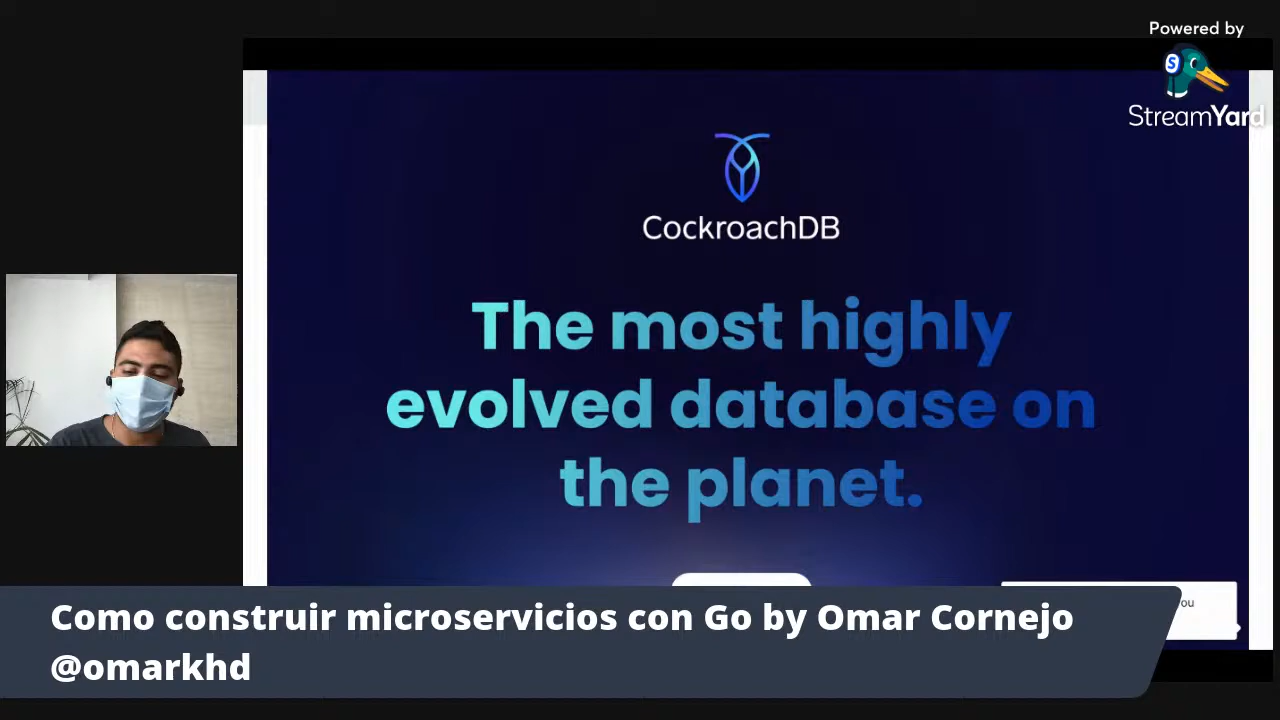 Powered by
StreamYard
CockroachDB
The most highly
evolved database on
the planet.
you
Como construir microservicios con Go by Omar Cornejo
@omarkhd